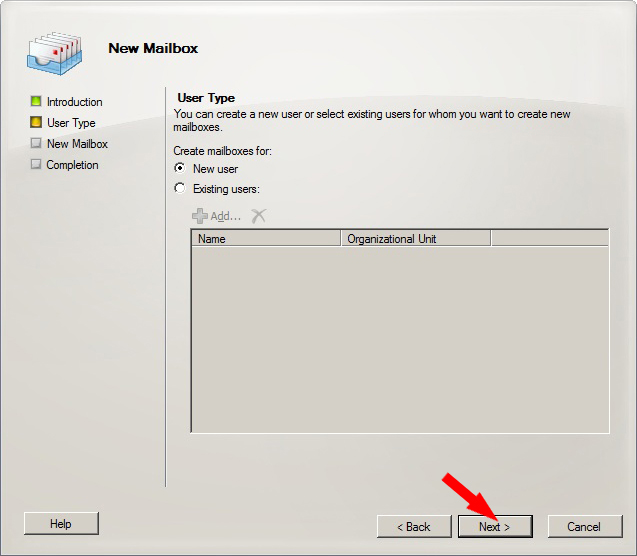 New Mailbox
Introduction
User Type
New Mailbox
Completion
User Type
You can create a new user or select existing users for whom you want to create new
mailboxes.
Create mailboxes for:
New user
Existing users:
Add...
Name Organizational Unit
Help < Back Next > Cancel